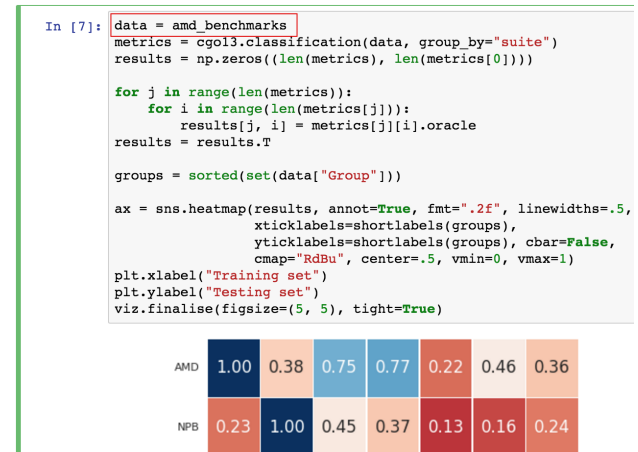 In [7]: data = amd_benchmarks
metrics = cgo13.classification(data, group_by="suite")
results = np.zeros((len(metrics), len(metrics[0])))
for j in range(len(metrics)):
    for i in range(len(metrics[j])):
        results[j, i] = metrics[j][i].oracle
results = results.T
groups = sorted(set(data["Group"]))
ax = sns.heatmap(results, annot=True, fmt=".2f", linewidths=.5,
                 xticklabels=shortlabels(groups),
                 yticklabels=shortlabels(groups), cbar=False,
                 cmap="RdBu", center=.5, vmin=0, vmax=1)
plt.xlabel("Training set")
plt.ylabel("Testing set")
viz.finalise(figsize=(5, 5), tight=True)
AMD 1.00 0.38 0.75 0.77 0.22 0.46 0.36
NPB 0.23 1.00 0.45 0.37 0.13 0.16 0.24